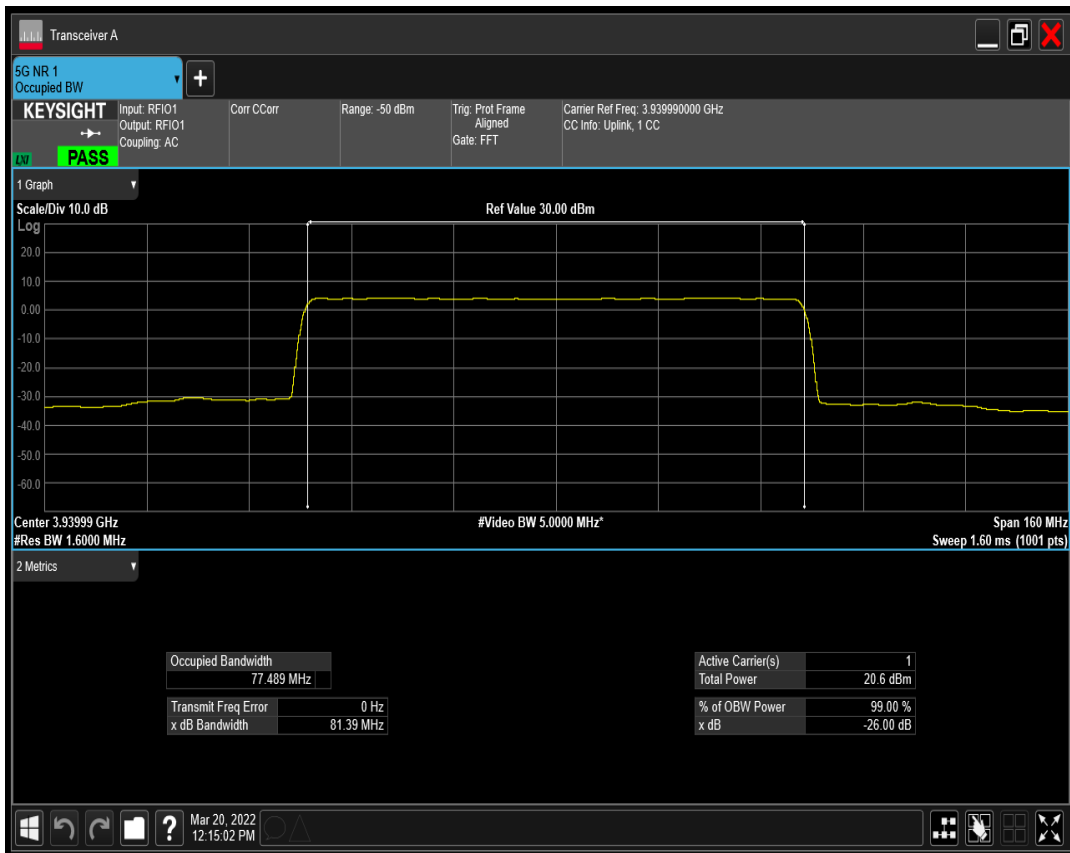 Transceiver A
5G NR 1
Occupied BW
KEYSIGHT
LXI
PASS
Input: RFIO1
Output: RFIO1
Coupling: AC
Corr CCorr
Range: -50 dBm
Trig: Prot Frame
Aligned
Gate: FFT
Carrier Ref Freq: 3.939990000 GHz
CC Info: Uplink, 1 CC
1 Graph
Scale/Div 10.0 dB
Ref Value 30.00 dBm
Log
20.0
10.0
0.00
-10.0
-20.0
-30.0
-40.0
-50.0
-60.0
Center 3.93999 GHz
#Video BW 5.0000 MHz*
Span 160 MHz
#Res BW 1.6000 MHz
Sweep 1.60 ms (1001 pts)
2 Metrics
Occupied Bandwidth
77.489 MHz
Transmit Freq Error 0 Hz
x dB Bandwidth 81.39 MHz
Active Carrier(s) 1
Total Power 20.6 dBm
% of OBW Power 99.00 %
x dB -26.00 dB
?
Mar 20, 2022
12:15:02 PM